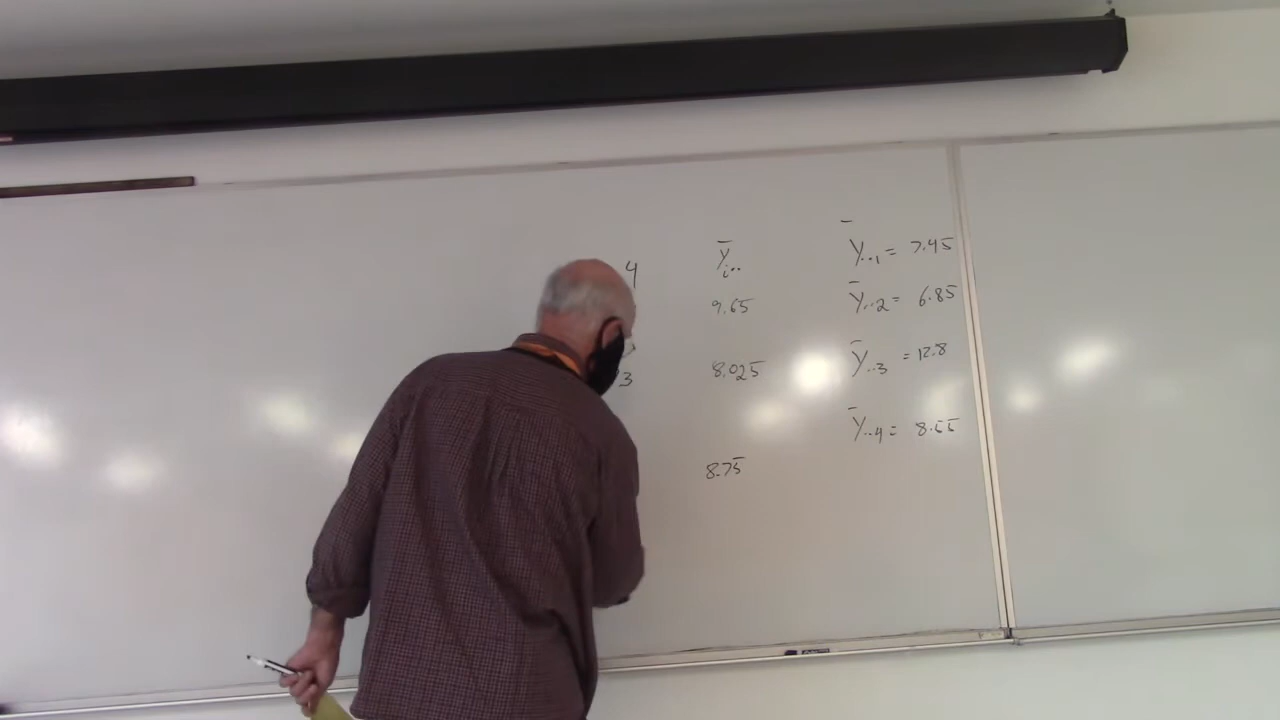 4 ȳi..
9.65
3 8.025
8.75
ȳ..1 = 7.45
ȳ..2 = 6.85
ȳ..3 = 12.8
ȳ..4 = 8.55